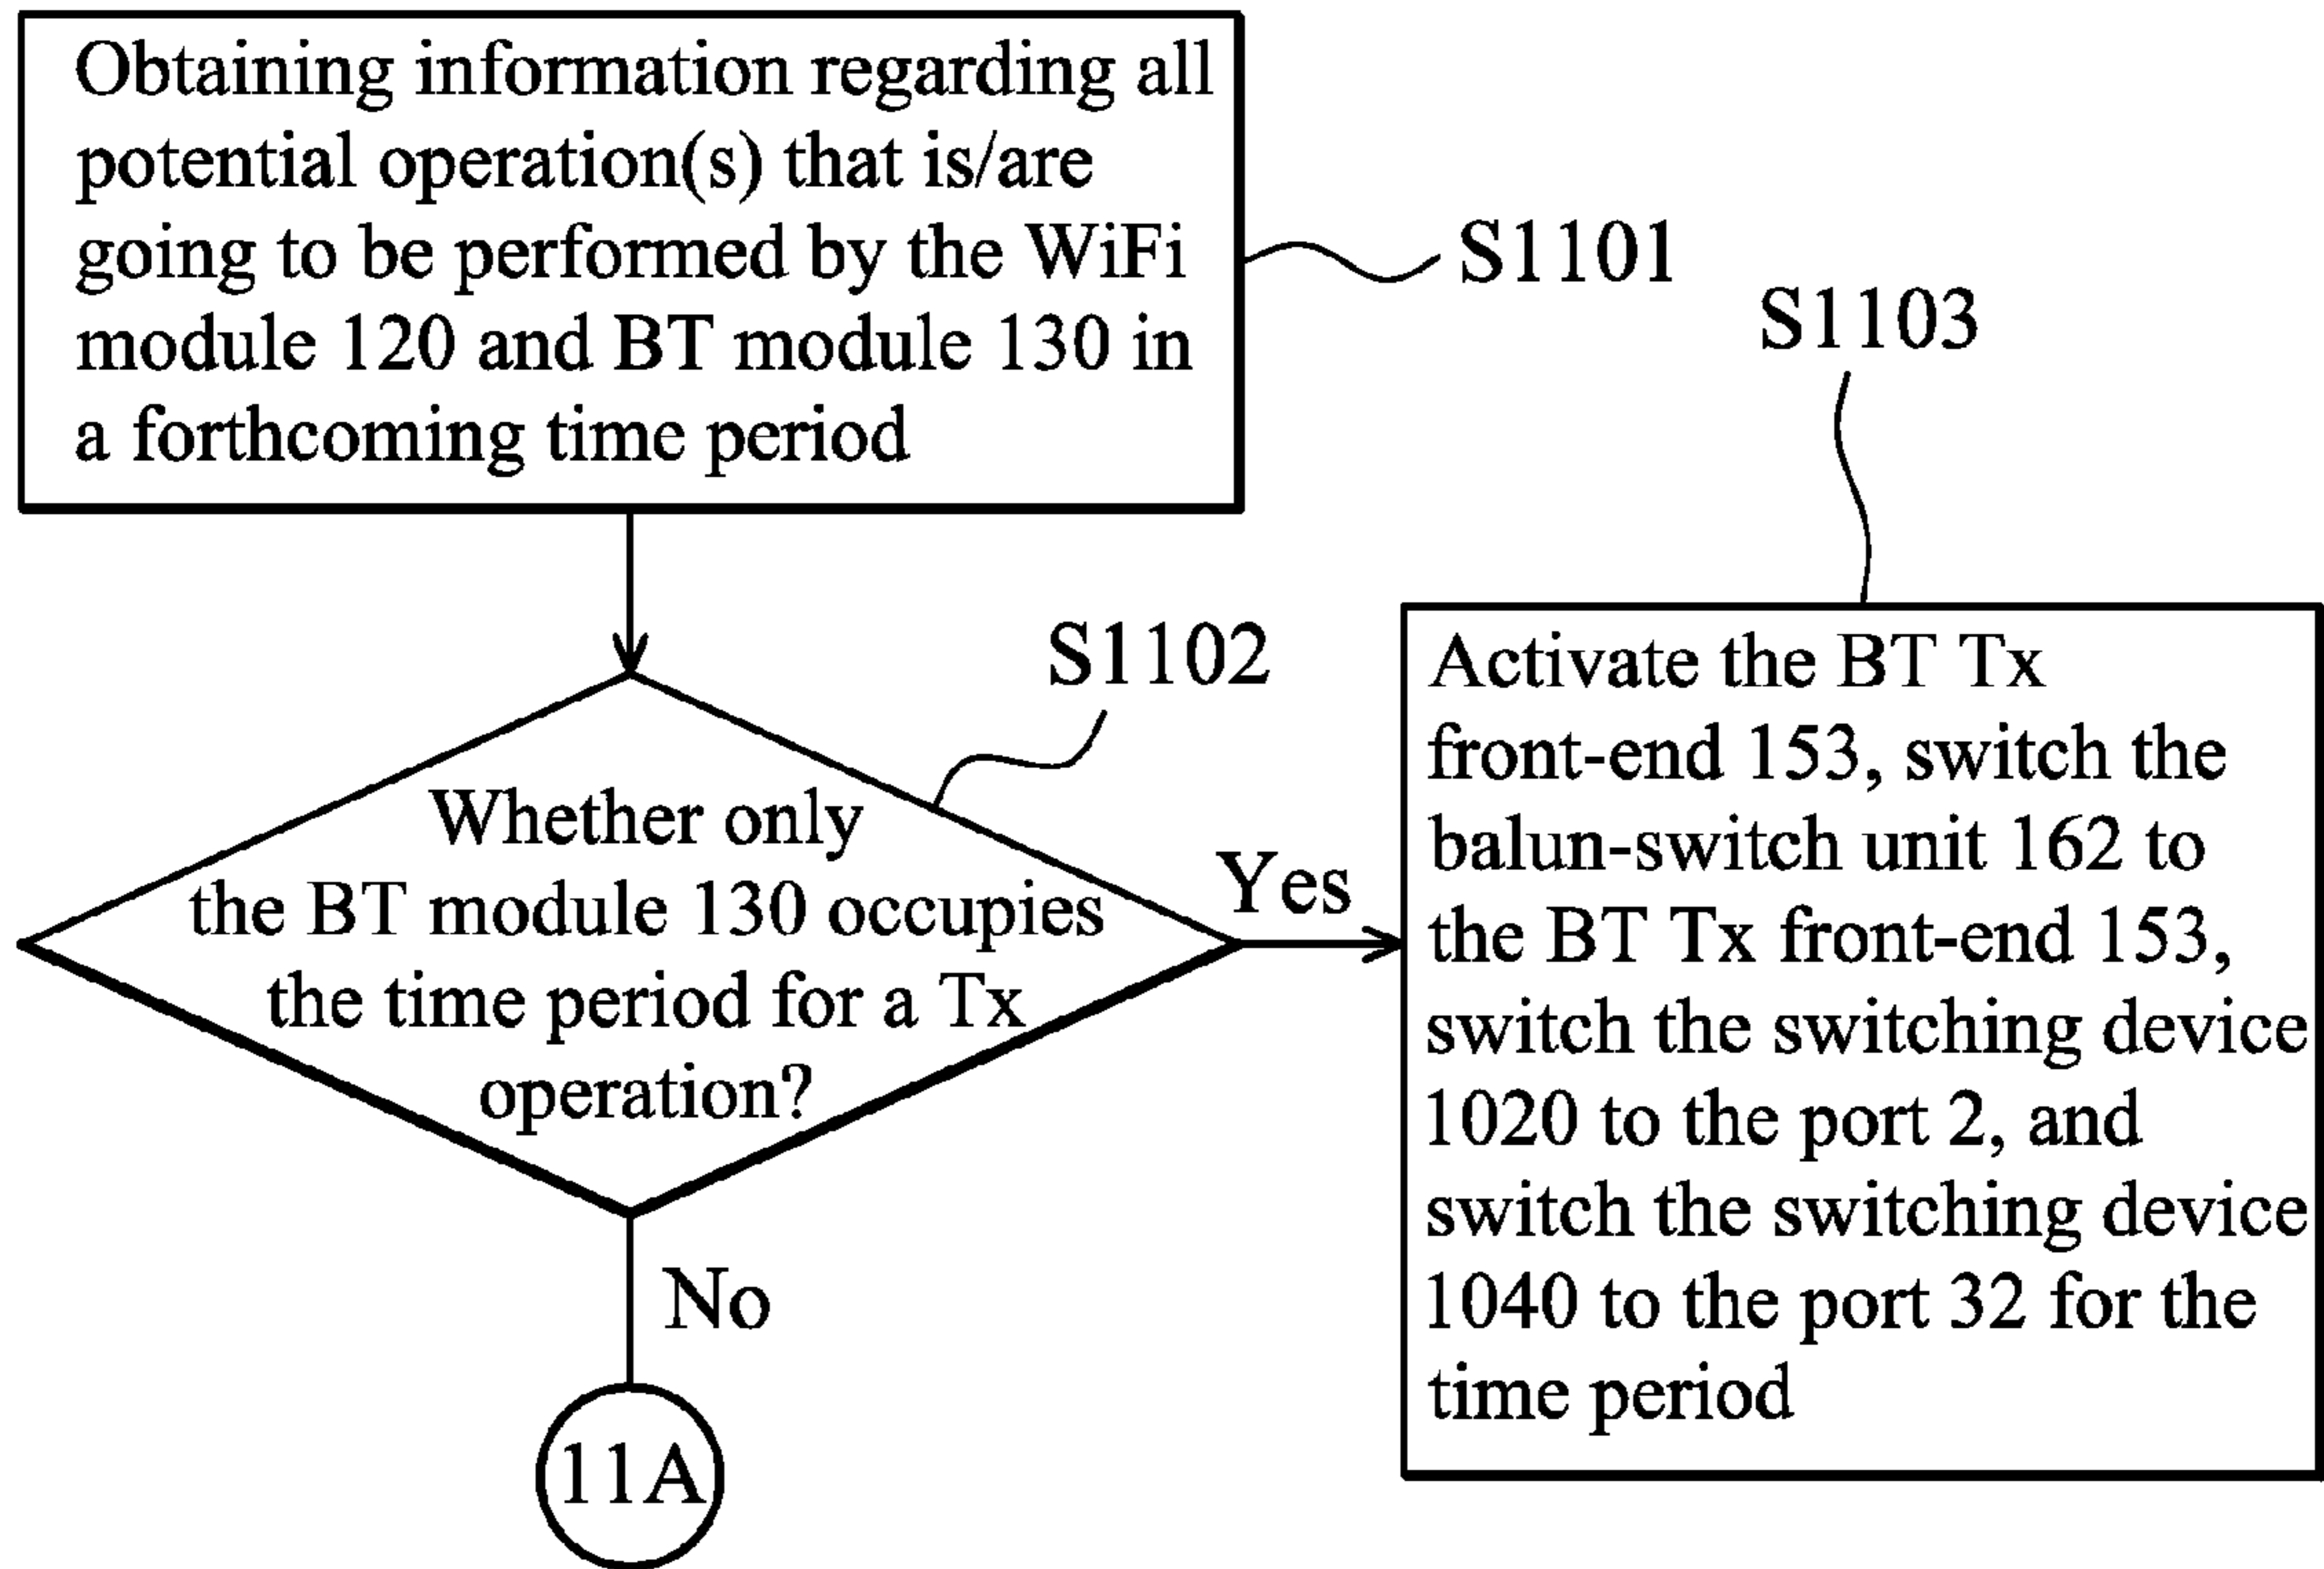 Obtaining information regarding all
potential operation(s) that is/are
going to be performed by the WiFi
module 120 and BT module 130 in
a forthcoming time period
S1101
S1102
Whether only
the BT module 130 occupies
the time period for a Tx
operation?
Yes
No
11A
S1103
Activate the BT Tx
front-end 153, switch the
balun-switch unit 162 to
the BT Tx front-end 153,
switch the switching device
1020 to the port 2, and
switch the switching device
1040 to the port 32 for the
time period